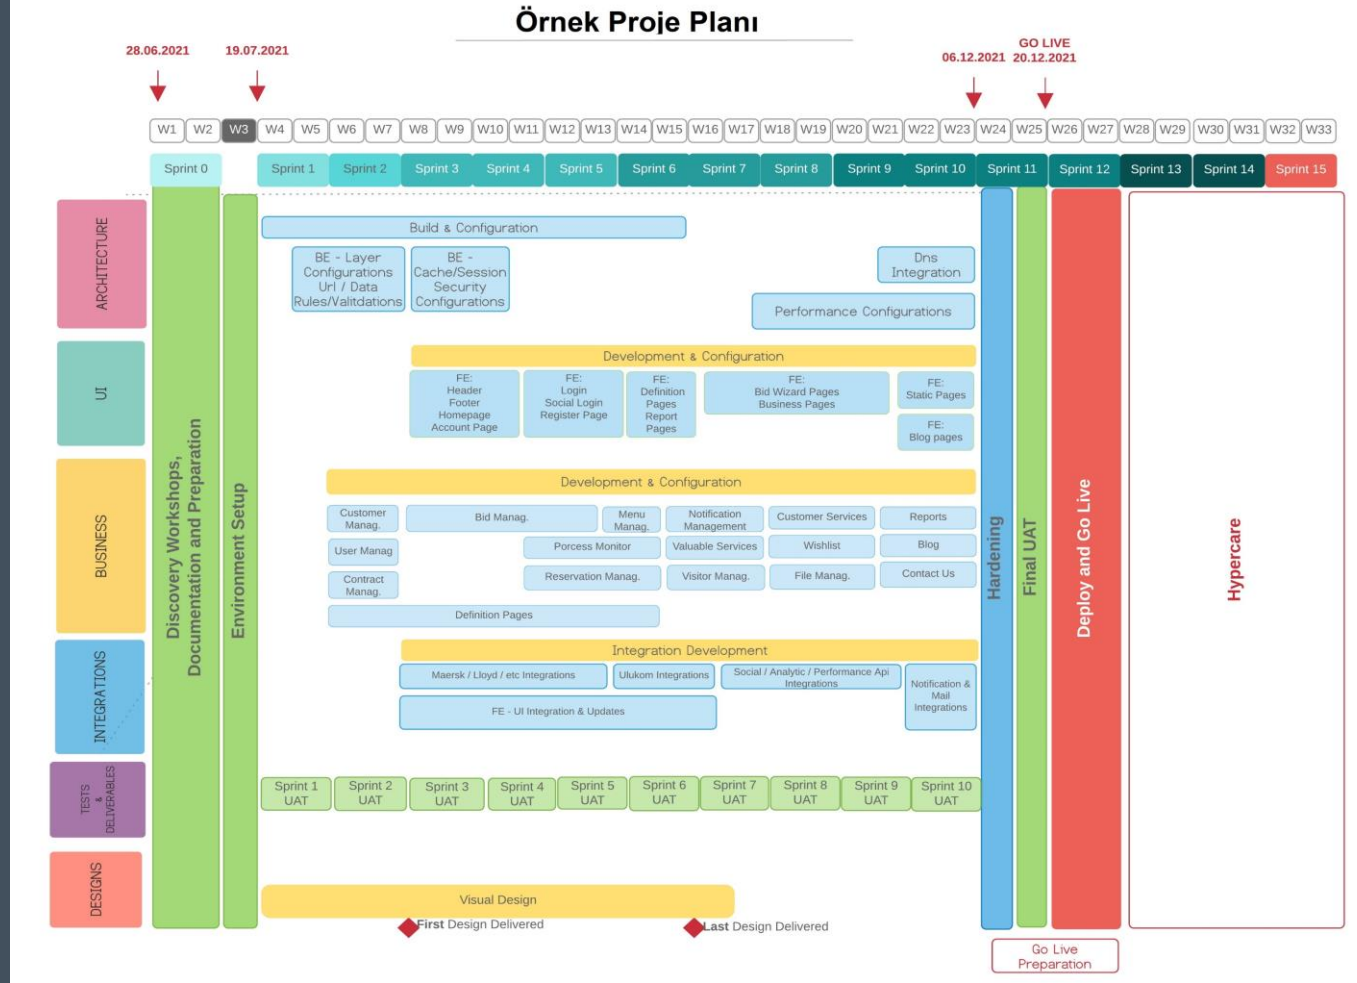 Örnek Proje Planı
28.06.2021
19.07.2021
06.12.2021
GO LIVE
20.12.2021
W1 W2 W3 W4 W5 W6 W7 W8 W9 W10 W11 W12 W13 W14 W15 W16 W17 W18 W19 W20 W21 W22 W23 W24 W25 W26 W27 W28 W29 W30 W31 W32 W33
Sprint 0 Sprint 1 Sprint 2 Sprint 3 Sprint 4 Sprint 5 Sprint 6 Sprint 7 Sprint 8 Sprint 9 Sprint 10 Sprint 11 Sprint 12 Sprint 13 Sprint 14 Sprint 15
Discovery Workshops,
Documentation and Preparation
Environment Setup
ARCHITECTURE
Build & Configuration
BE - Layer
Configurations
Url / Data
Rules/Valitdations
BE -
Cache/Session
Security
Configurations
Dns
Integration
Performance Configurations
UI
Development & Configuration
FE:
Header
Footer
Homepage
Account Page
FE:
Login
Social Login
Register Page
FE:
Definition
Pages
Report
Pages
FE:
Bid Wizard Pages
Business Pages
FE:
Static Pages
FE:
Blog pages
BUSINESS
Development & Configuration
Customer
Manag.
Bid Manag.
Menu
Manag.
Notification
Management
Customer Services
Reports
User Manag
Porcess Monitor
Valuable Services
Wishlist
Blog
Contract
Manag.
Reservation Manag.
Visitor Manag.
File Manag.
Contact Us
Definition Pages
INTEGRATIONS
Integration Development
Maersk / Lloyd / etc Integrations
Ulukom Integrations
Social / Analytic / Performance Api
Integrations
Notification &
Mail
Integrations
FE - UI Integration & Updates
TESTS
&
DELIVERABLES
Sprint 1
UAT
Sprint 2
UAT
Sprint 3
UAT
Sprint 4
UAT
Sprint 5
UAT
Sprint 6
UAT
Sprint 7
UAT
Sprint 8
UAT
Sprint 9
UAT
Sprint 10
UAT
DESIGNS
Visual Design
First Design Delivered
Last Design Delivered
Hardening
Final UAT
Deploy and Go Live
Hypercare
Go Live
Preparation